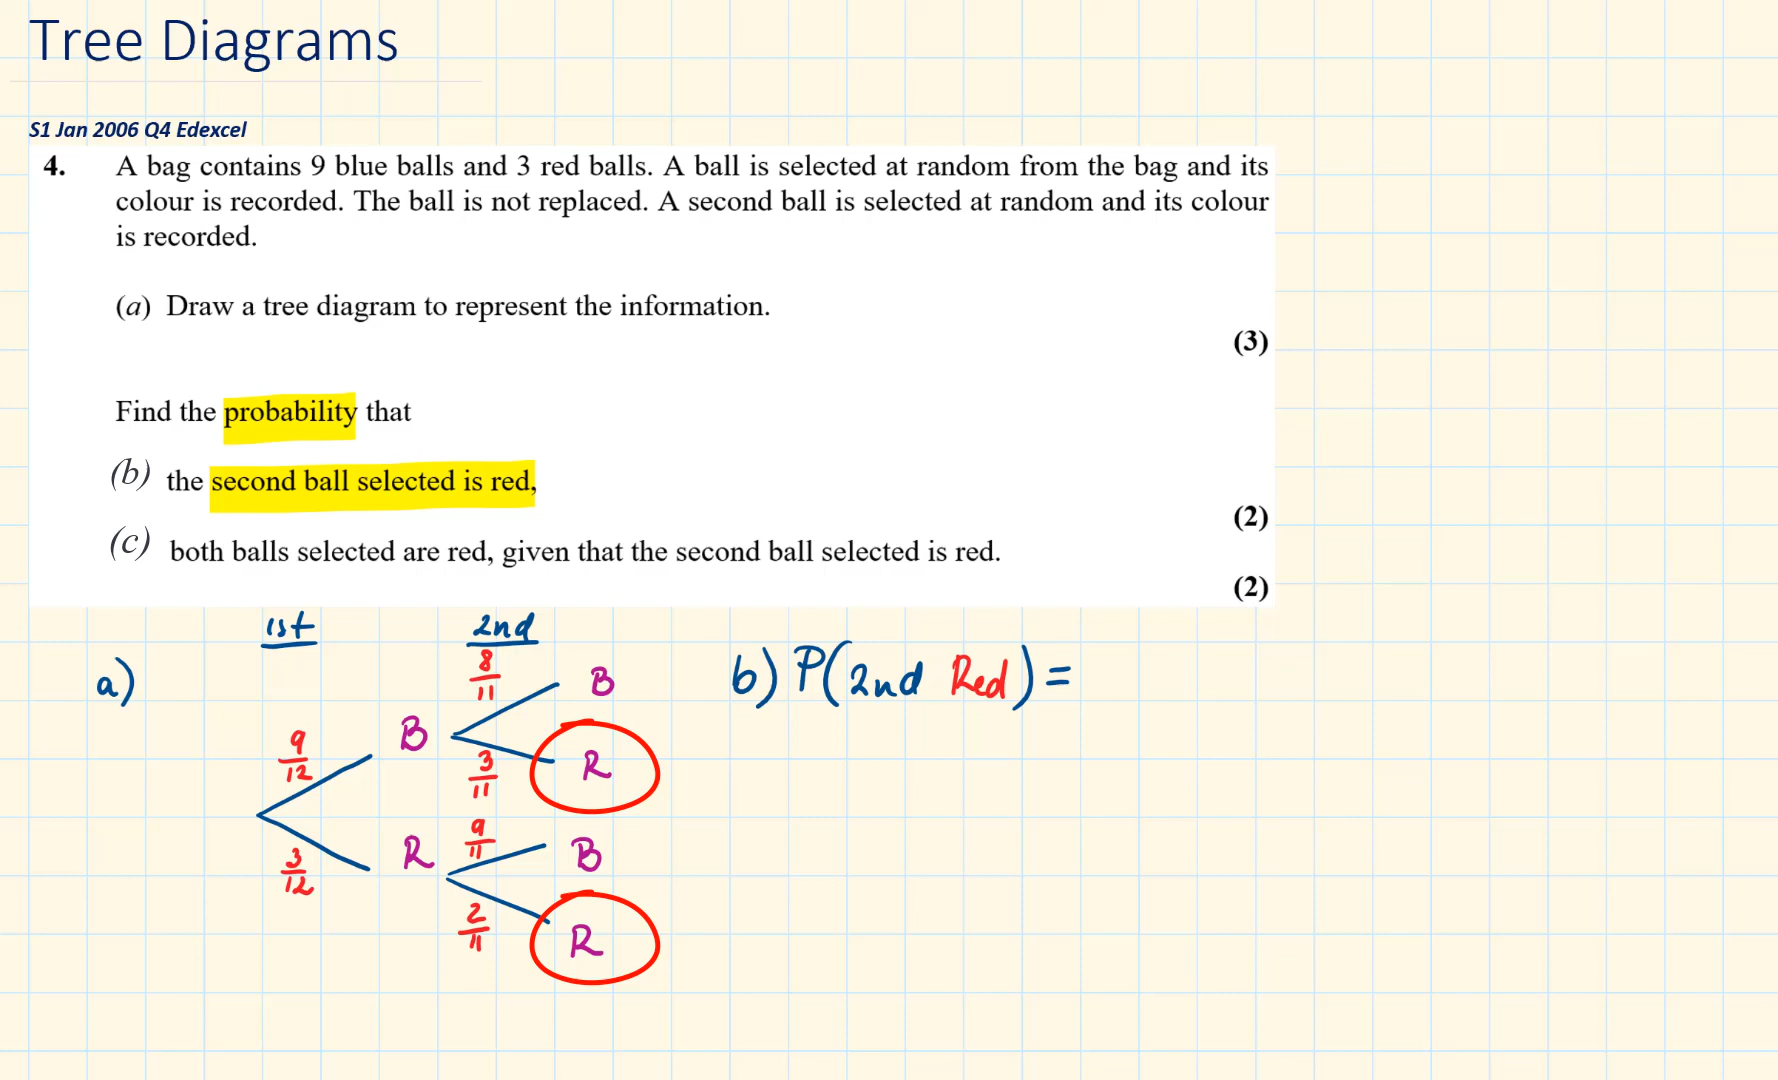 Tree Diagrams
S1 Jan 2006 Q4 Edexcel
4. A bag contains 9 blue balls and 3 red balls. A ball is selected at random from the bag and its
colour is recorded. The ball is not replaced. A second ball is selected at random and its colour
is recorded.
(a) Draw a tree diagram to represent the information.
(3)
Find the probability that
(b) the second ball selected is red,
(2)
(c) both balls selected are red, given that the second ball selected is red.
(2)
1st 2nd
a)
9/12 B
8/11 B
3/11 R
3/12 R
9/11 B
2/11 R
b) P(2nd Red) =